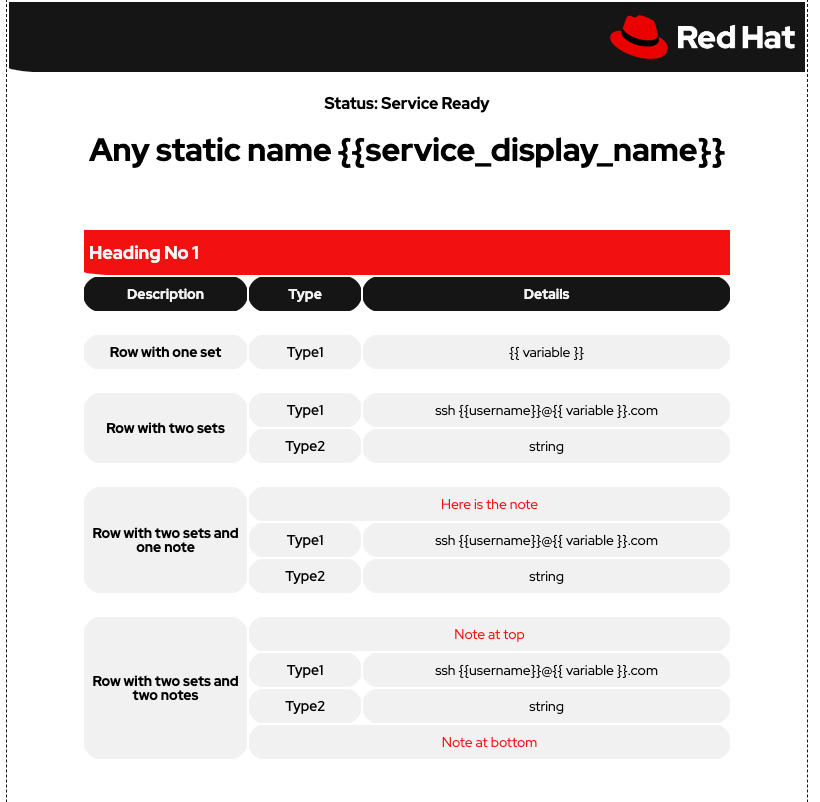 Red Hat
Status: Service Ready
Any static name {{service_display_name}}
Heading No 1
Description Type Details
Row with one set Type1 {{ variable }}
Row with two sets
Type1 ssh {{username}}@{{ variable }}.com
Type2 string
Row with two sets and
one note
Here is the note
Type1 ssh {{username}}@{{ variable }}.com
Type2 string
Row with two sets and
two notes
Note at top
Type1 ssh {{username}}@{{ variable }}.com
Type2 string
Note at bottom